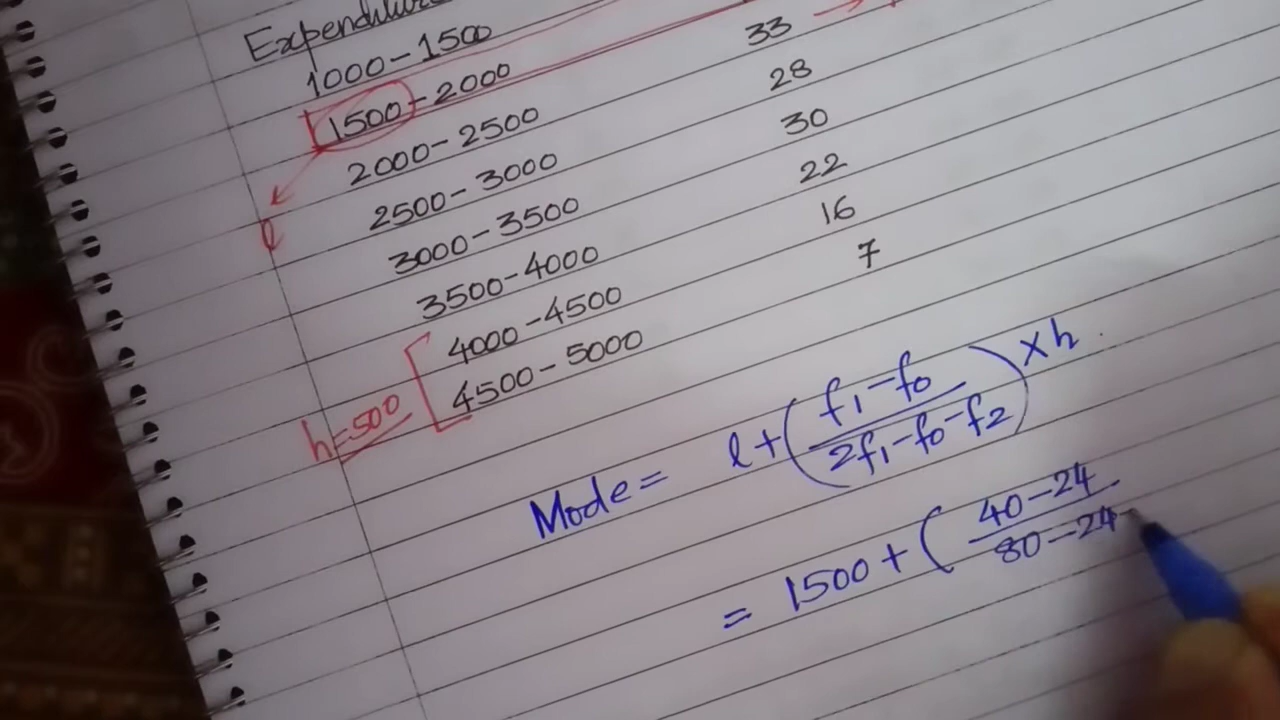 Expenditure
1000-1500
1500-2000 33
2000-2500 28
2500-3000 30
3000-3500 22
3500-4000 16
4000-4500 7
4500-5000
l
h=500
Mode= l+(f₁-f₀/2f₁-f₀-f₂)×h
= 1500+(40-24/80-24-